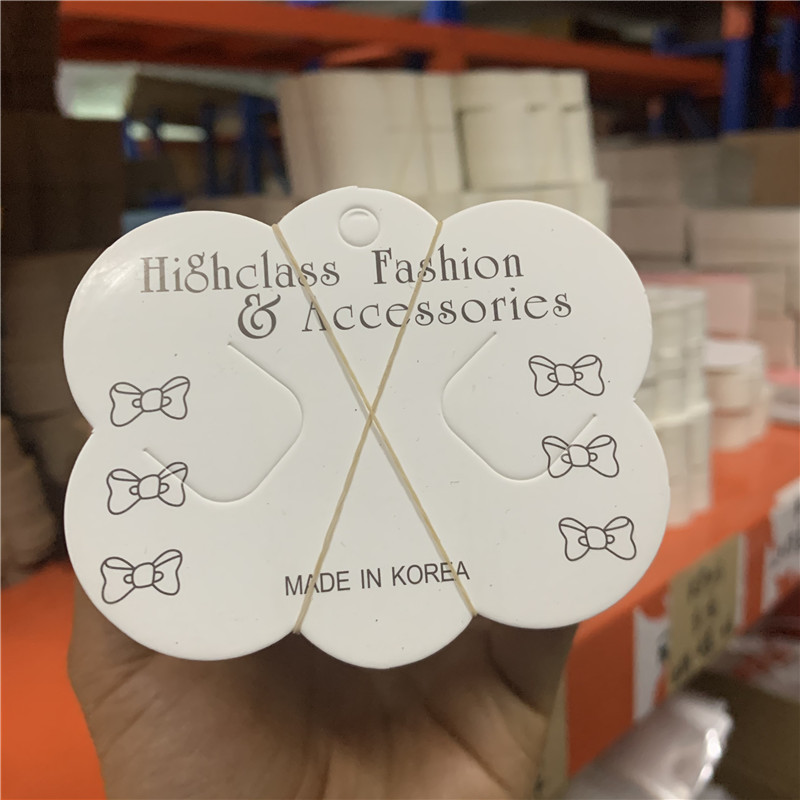 Highclass Fashion
& Accessories
MADE IN KOREA